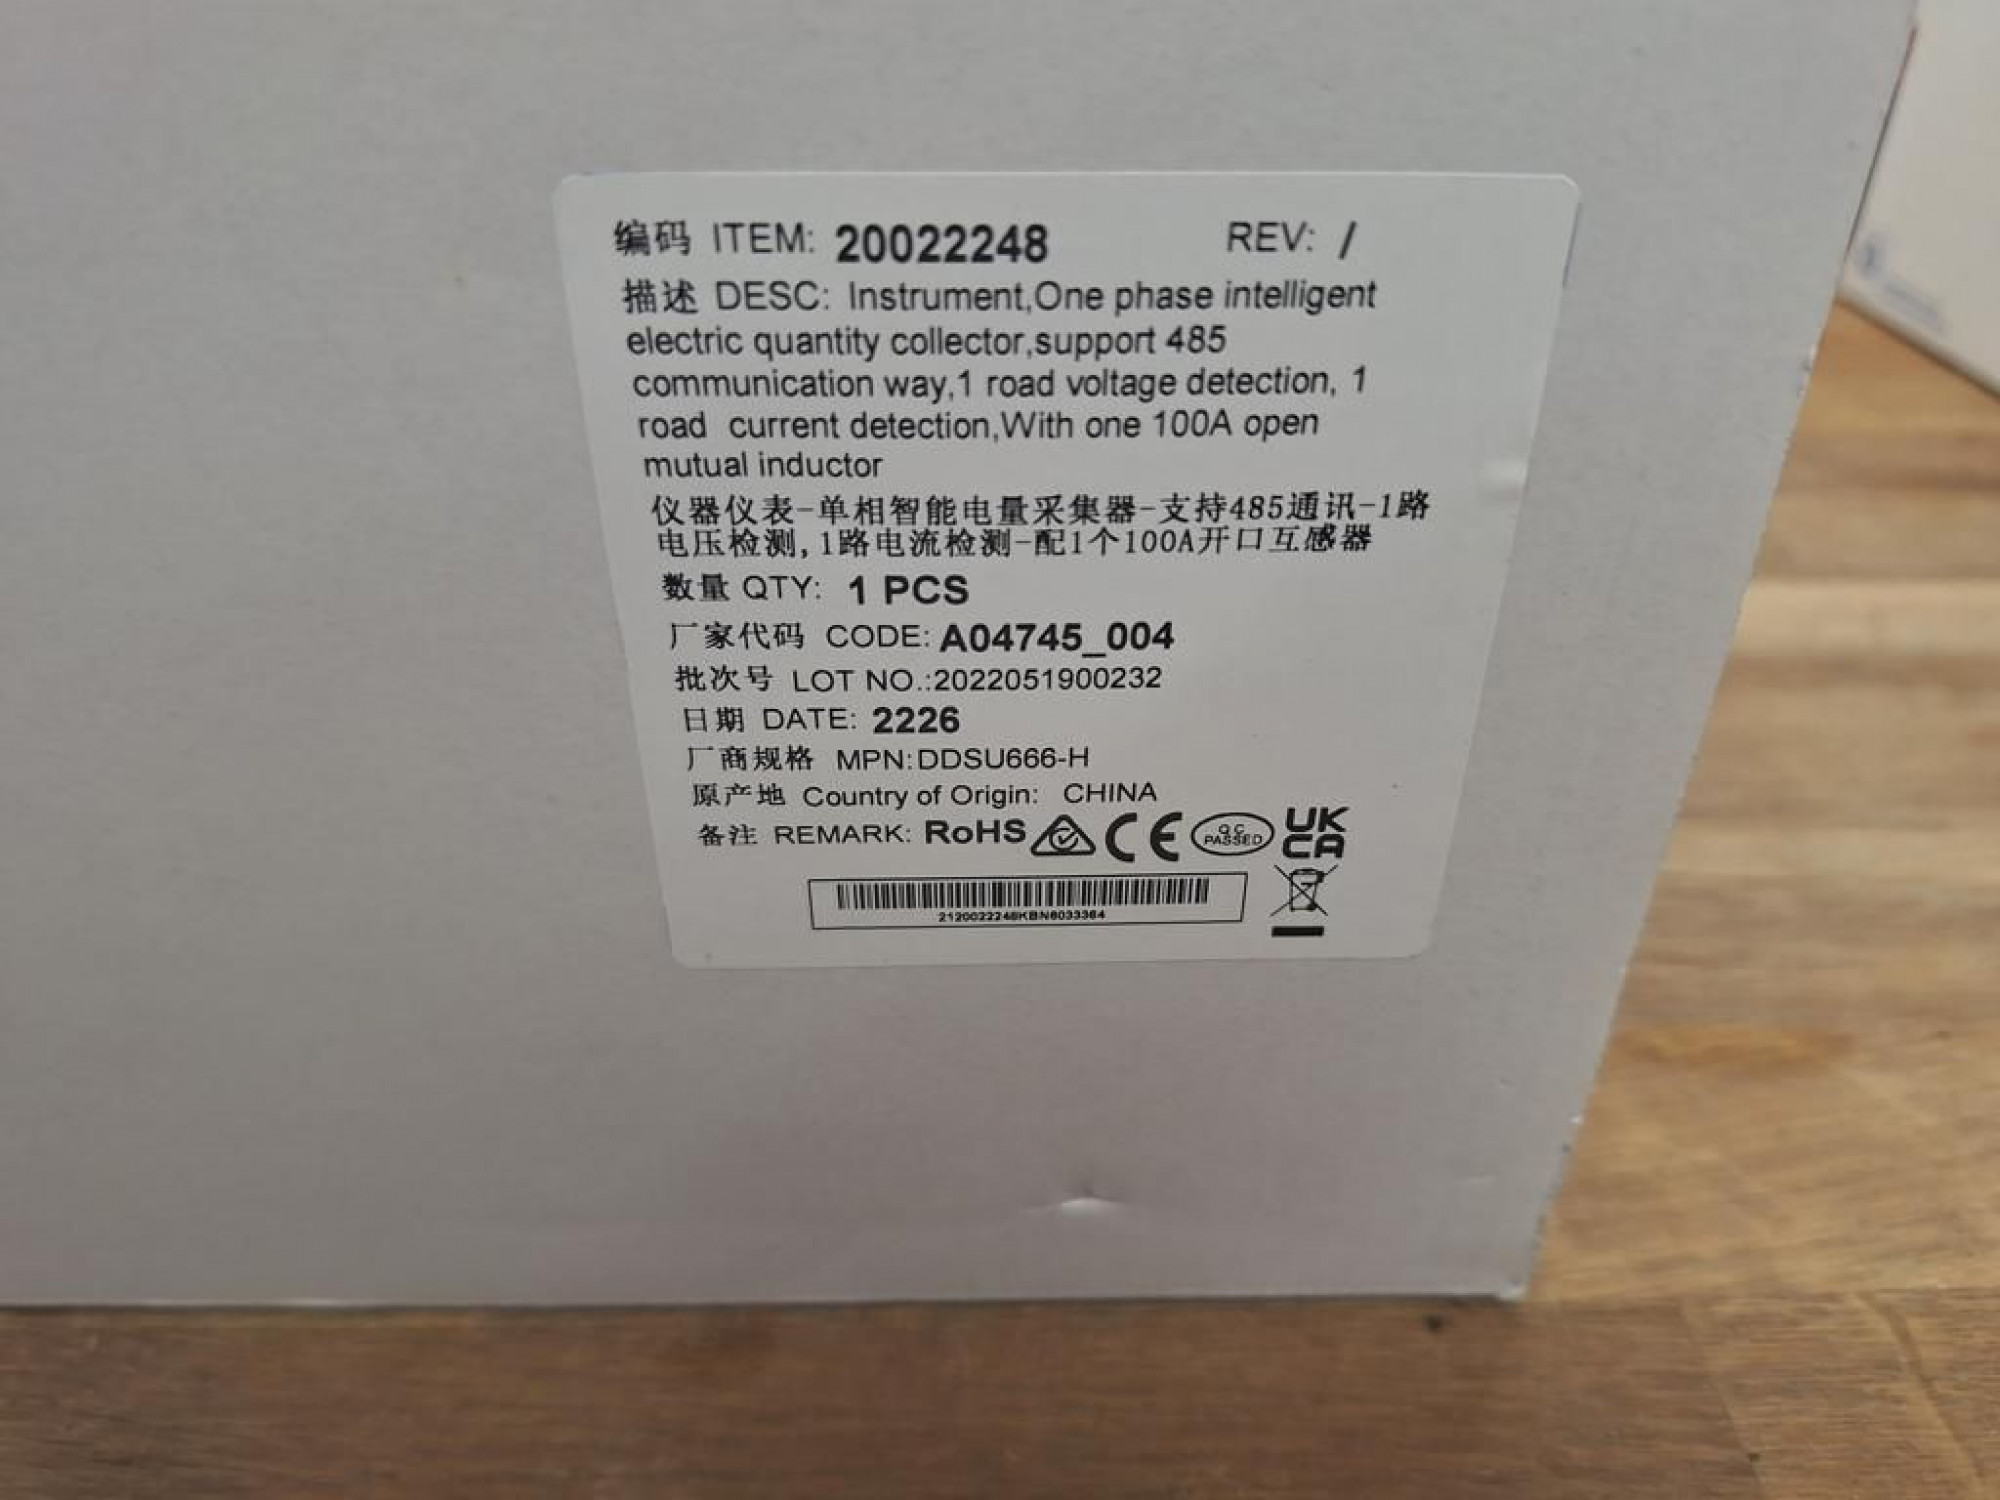 编码 ITEM: 20022248 REV: /
描述 DESC: Instrument,One phase intelligent
electric quantity collector,support 485
communication way,1 road voltage detection, 1
road current detection,With one 100A open
mutual inductor
仪器仪表-单相智能电量采集器-支持485通讯-1路
电压检测,1路电流检测-配1个100A开口互感器
数量 QTY: 1 PCS
厂家代码 CODE: A04745_004
批次号 LOT NO.:2022051900232
日期 DATE: 2226
厂商规格 MPN:DDSU666-H
原产地 Country of Origin: CHINA
备注 REMARK: RoHS CE Q.C. PASSED UK CA
2120022248KBN6033364